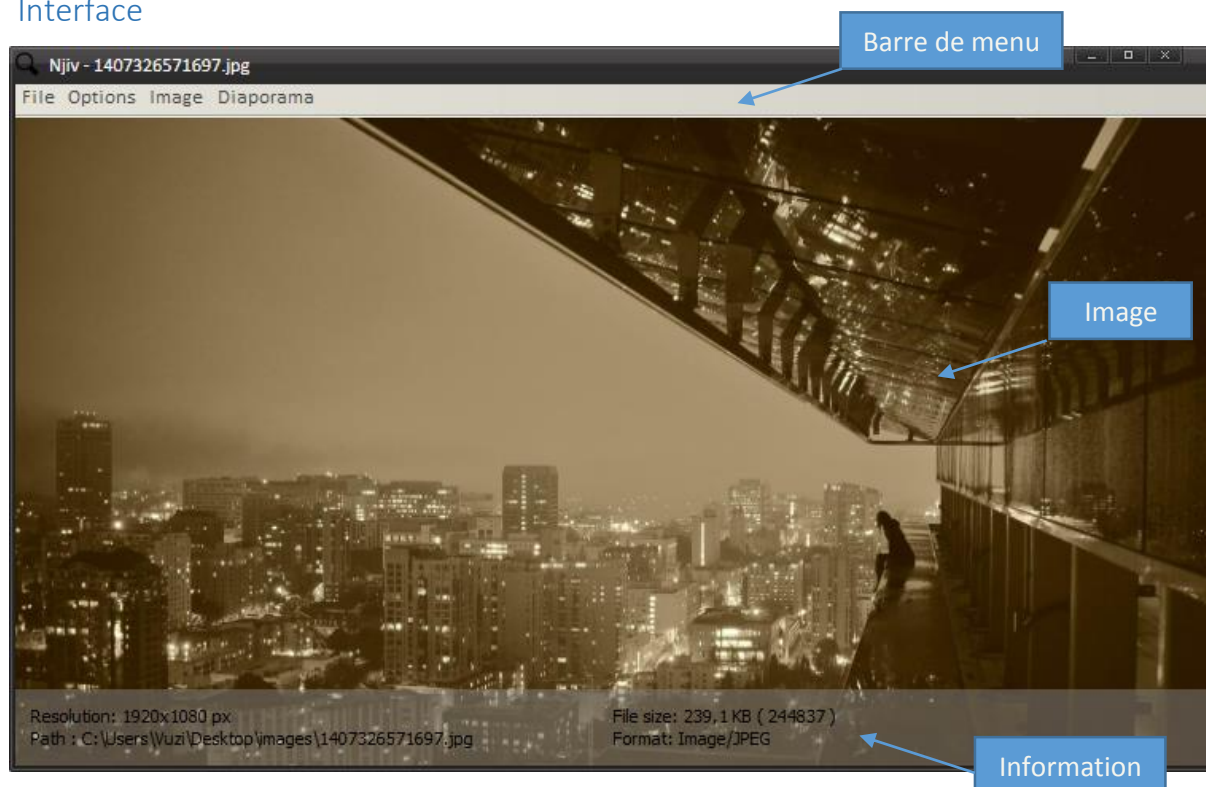 Interface
Barre de menu
Njiv - 1407326571697.jpg
File Options Image Diaporama
Image
Resolution: 1920x1080 px
File size: 239,1 KB ( 244837 )
Path : C:\Users\Vuzi\Desktop\images\1407326571697.jpg
Format: Image/JPEG
Information